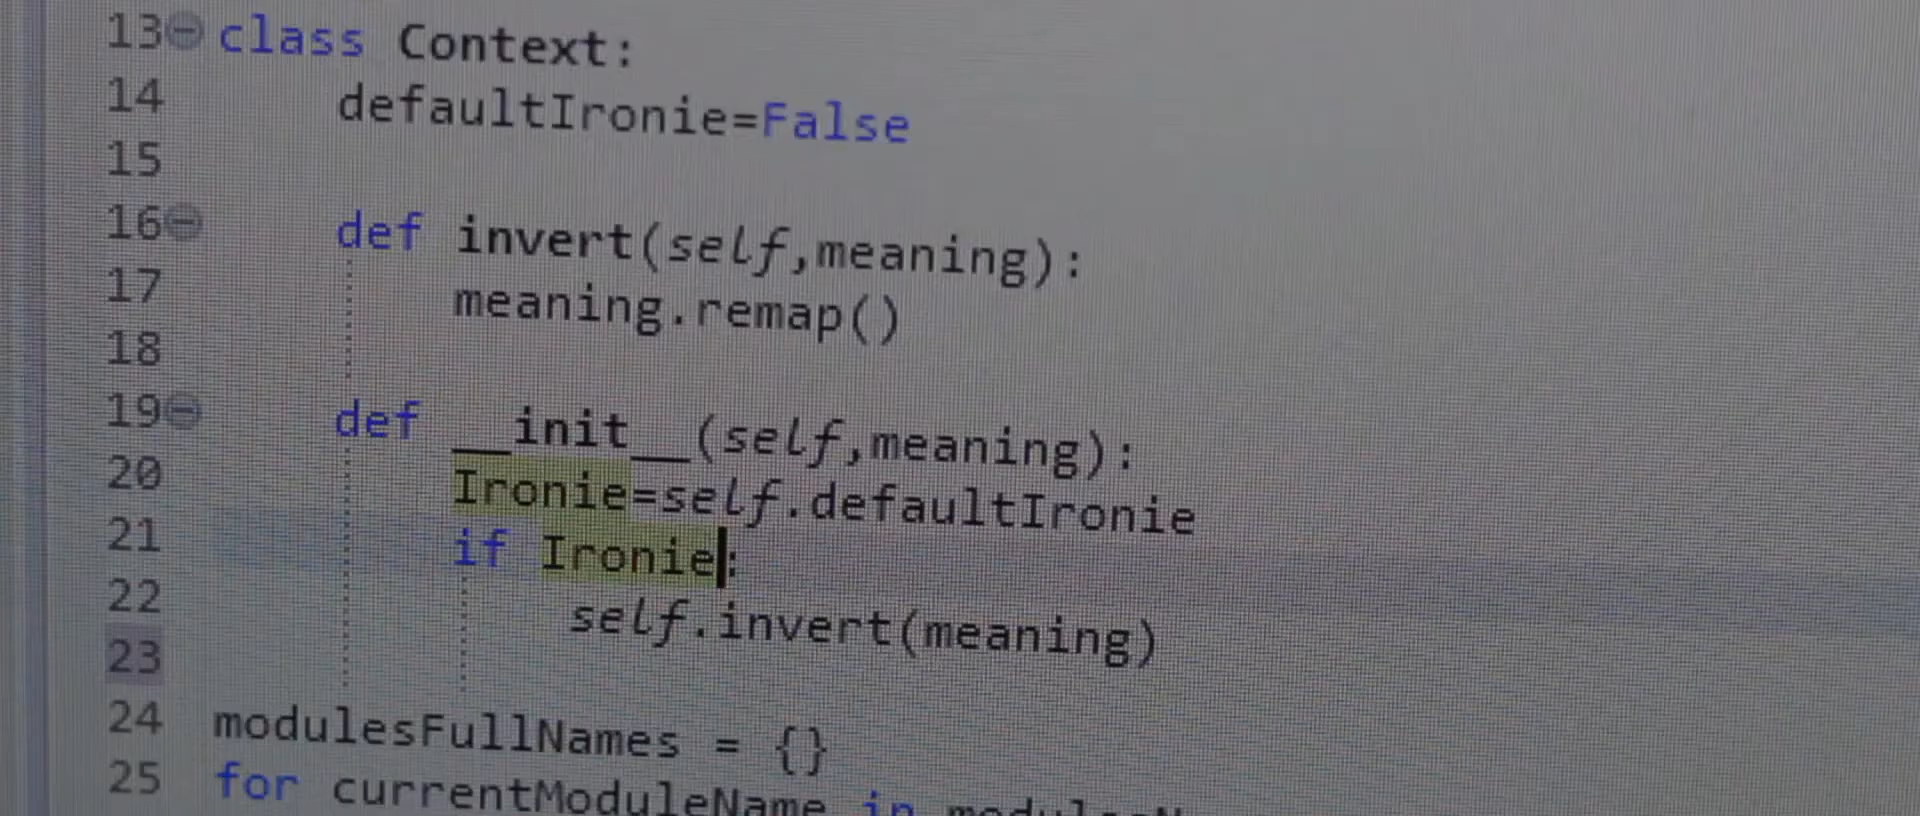 13 class Context:
14 defaultIronie=False
15
16 def invert(self,meaning):
17 meaning.remap()
18
19 def __init__(self,meaning):
20 Ironie=self.defaultIronie
21 if Ironie:
22 self.invert(meaning)
23
24 modulesFullNames = {}
25 for currentModuleName in